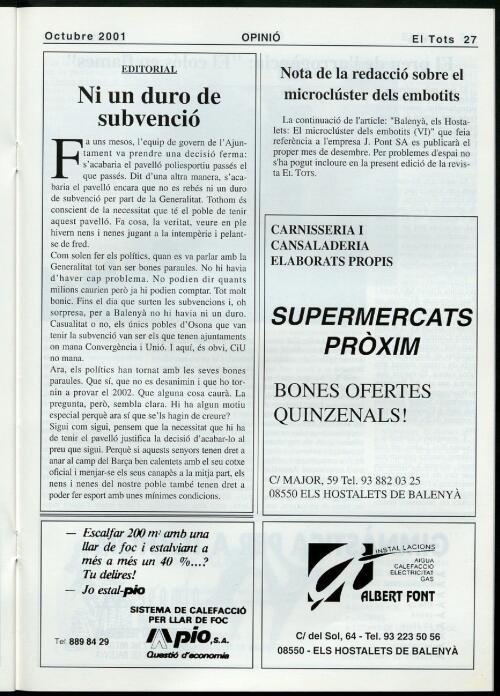 Octubre 2001
OPINIÓ
El Tots 27
EDITORIAL
Ni un duro de
subvenció
Fa uns mesos, l'equip de govern de l'Ajun-
tament va prendre una decisió ferma:
s'acabaria el pavelló poliesportiu passés el
que passés. Dit d'una altra manera, s'aca-
baria el pavelló encara que no es rebés ni un duro
de subvenció per part de la Generalitat. Tothom és
conscient de la necessitat que té el poble de tenir
aquest pavelló. Fa cosa, la veritat, veure en ple
hivern nens i nenes jugant a la intempèrie i pelant-
se de fred.
Com solen fer els polítics, quan es va parlar amb la
Generalitat tot van ser bones paraules. No hi havia
d'haver cap problema. No podien dir quants
milions caurien però ja hi podien comptar. Tot molt
bonic. Fins el dia que surten les subvencions i, oh
sorpresa, per a Balenyà no hi havia ni un duro.
Casualitat o no, els únics pobles d'Osona que van
tenir la subvenció van ser els que tenen ajuntaments
on mana Convergència i Unió. I aquí, és obvi, CiU
no mana.
Ara, els polítics han tornat amb les seves bones
paraules. Que sí, que no es desanimin i que ho tor-
nin a provar el 2002. Que alguna cosa caurà. La
pregunta, però, sembla clara. Hi ha algun motiu
especial perquè ara sí que se'ls hagin de creure?
Sigui com sigui, pensem que la necessitat que hi ha
de tenir el pavelló justifica la decisió d'acabar-lo al
preu que sigui. Perquè si aquests senyors tenen dret a
anar al camp del Barça ben calentets amb el seu cotxe
oficial i menjar-se els seus canapès a la mitja part, els
nens i nenes del nostre poble també tenen dret a
poder fer esport amb unes mínimes condicions.
Nota de la redacció sobre el
microclúster dels embotits
La continuació de l'article: "Balenyà, els Hosta-
lets: El microclúster dels embotits (VI)" que feia
referència a l'empresa J. Pont SA es publicarà el
proper mes de desembre. Per problemes d'espai no
s'ha pogut incloure en la present edició de la revis-
ta EL TOTS.
CARNISSERIA I
CANSALADERIA
ELABORATS PROPIS
SUPERMERCATS
PRÒXIM
BONES OFERTES
QUINZENALS!
C/ MAJOR, 59 Tel. 93 882 03 25
08550 ELS HOSTALETS DE BALENYÀ
— Escalfar 200 m² amb una
llar de foc i estalviant a
més a més un 40 %...?
Tu delires!
— Jo estal-pio
SISTEMA DE CALEFACCIÓ
PER LLAR DE FOC
Tel. 889 84 29
pio, S.A.
Questió d'economia
INSTAL·LACIONS
AIGUA
CALEFACCIÓ
ELECTRICITAT
GAS
ALBERT FONT
C/ del Sol, 64 - Tel. 93 223 50 56
08550 - ELS HOSTALETS DE BALENYÀ